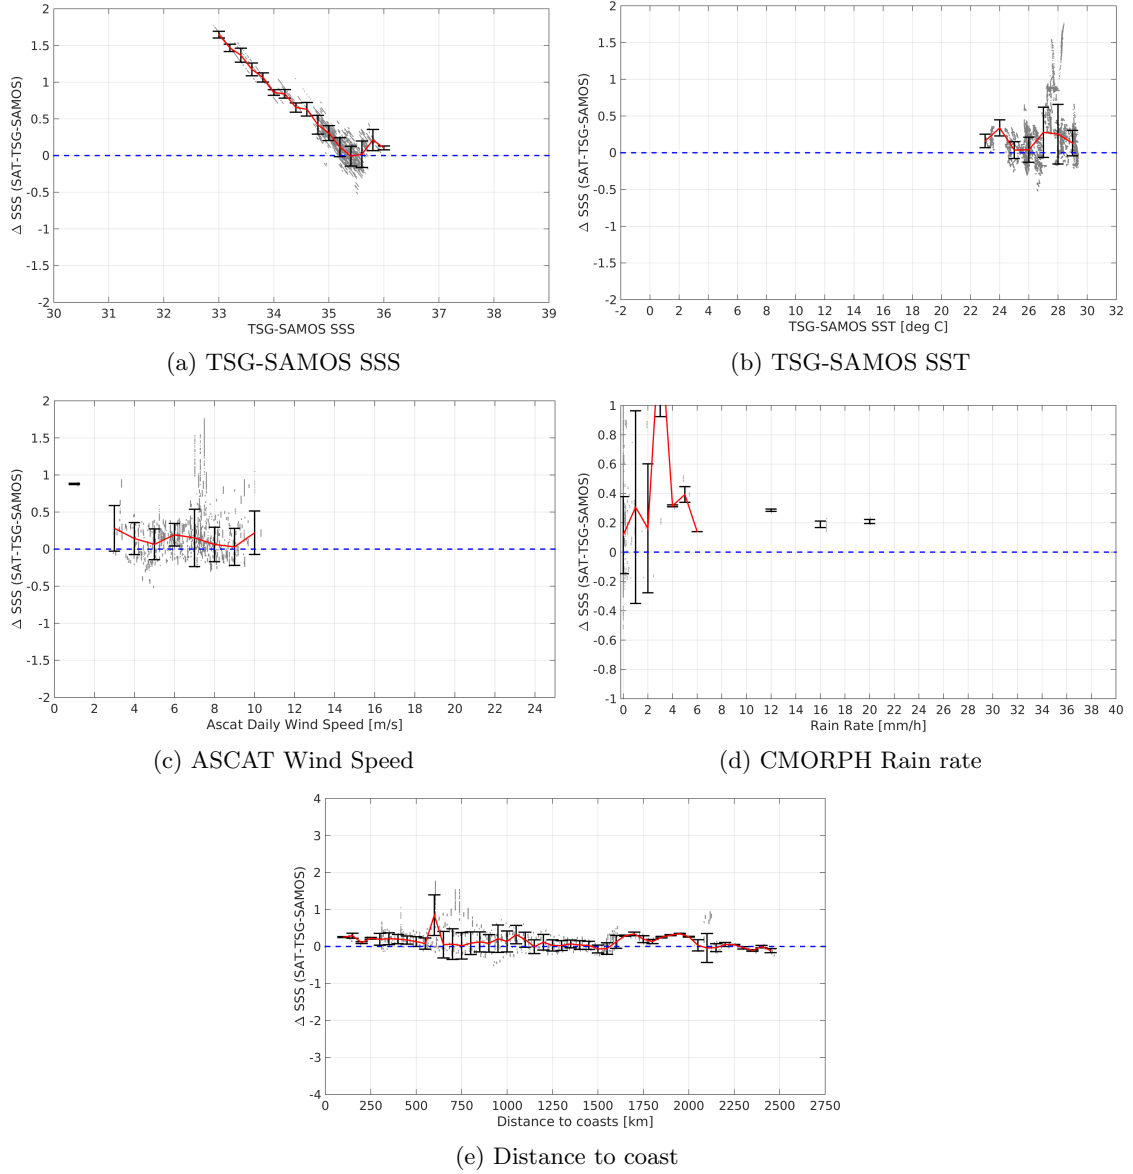 2
1.5
1
0.5
0
-0.5
-1
-1.5
-2
Δ SSS (SAT-TSG-SAMOS)
30 31 32 33 34 35 36 37 38 39
TSG-SAMOS SSS
(a) TSG-SAMOS SSS
2
1.5
1
0.5
0
-0.5
-1
-1.5
-2
Δ SSS (SAT-TSG-SAMOS)
-2 0 2 4 6 8 10 12 14 16 18 20 22 24 26 28 30 32
TSG-SAMOS SST [deg C]
(b) TSG-SAMOS SST
2
1.5
1
0.5
0
-0.5
-1
-1.5
-2
Δ SSS (SAT-TSG-SAMOS)
0 2 4 6 8 10 12 14 16 18 20 22 24
Ascat Daily Wind Speed [m/s]
(c) ASCAT Wind Speed
1
0.8
0.6
0.4
0.2
0
-0.2
-0.4
-0.6
-0.8
-1
Δ SSS (SAT-TSG-SAMOS)
0 2 4 6 8 10 12 14 16 18 20 22 24 26 28 30 32 34 36 38 40
Rain Rate [mm/h]
(d) CMORPH Rain rate
4
3
2
1
0
-1
-2
-3
-4
Δ SSS (SAT-TSG-SAMOS)
0 250 500 750 1000 1250 1500 1750 2000 2250 2500 2750
Distance to coasts [km]
(e) Distance to coast